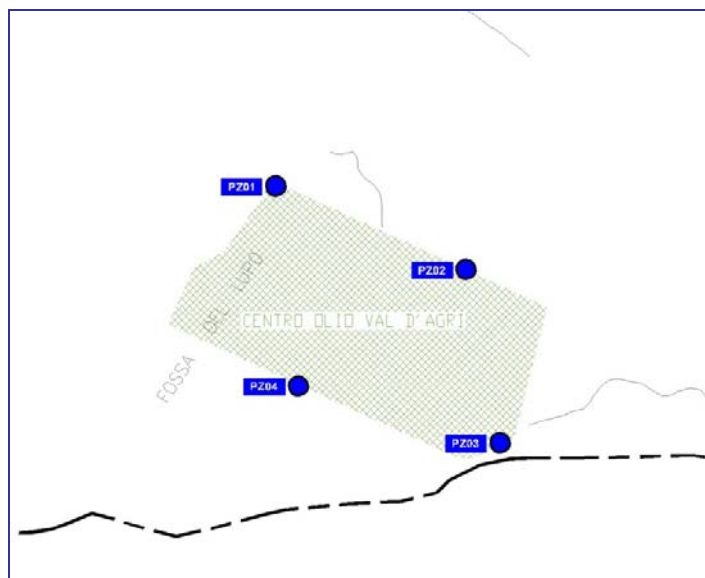 PZ01
PZ02
FOSSA DEL LUPO
CENTRO OLIO VAL D'AGRI
PZ04
PZ03